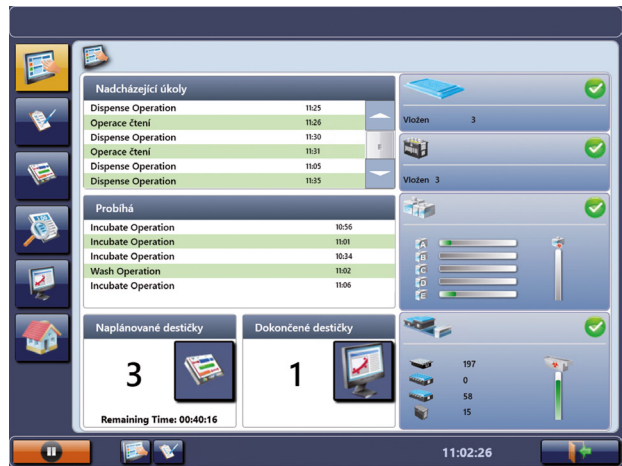 Nadcházející úkoly
Dispense Operation 11:25
Operace čtení 11:26
Dispense Operation 11:30
Operace čtení 11:31
Dispense Operation 11:05
Dispense Operation 11:35
Vložen 3
Vložen 3
Probíhá
Incubate Operation 10:56
Incubate Operation 11:01
Incubate Operation 10:34
Wash Operation 11:02
Incubate Operation 11:06
A
B
C
D
E
Naplánované destičky
3
Remaining Time: 00:40:16
Dokončené destičky
1
197
0
58
15
11:02:26